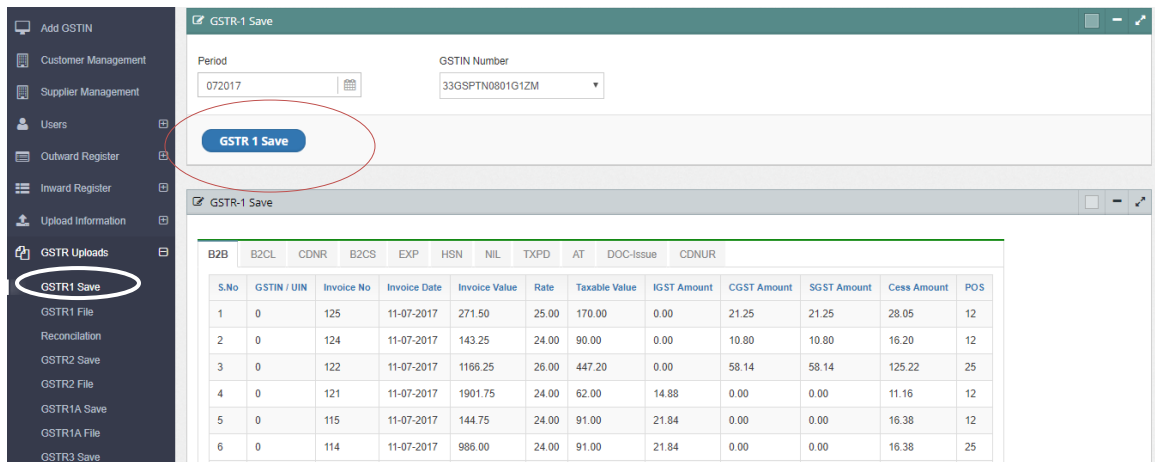 Add GSTIN
Customer Management
Supplier Management
Users
Outward Register
Inward Register
Upload Information
GSTR Uploads
GSTR1 Save
GSTR1 File
Reconcilation
GSTR2 Save
GSTR2 File
GSTR1A Save
GSTR1A File
GSTR3 Save
GSTR-1 Save
Period GSTIN Number
072017 33GSPTN0801G1ZM
GSTR 1 Save
GSTR-1 Save
B2B B2CL CDNR B2CS EXP HSN NIL TXPD AT DOC-Issue CDNUR
S.No GSTIN / UIN Invoice No Invoice Date Invoice Value Rate Taxable Value IGST Amount CGST Amount SGST Amount Cess Amount POS
1 0 125 11-07-2017 271.50 25.00 170.00 0.00 21.25 21.25 28.05 12
2 0 124 11-07-2017 143.25 24.00 90.00 0.00 10.80 10.80 16.20 12
3 0 122 11-07-2017 1166.25 26.00 447.20 0.00 58.14 58.14 125.22 25
4 0 121 11-07-2017 1901.75 24.00 62.00 14.88 0.00 0.00 11.16 12
5 0 115 11-07-2017 144.75 24.00 91.00 21.84 0.00 0.00 16.38 12
6 0 114 11-07-2017 986.00 24.00 91.00 21.84 0.00 0.00 16.38 25